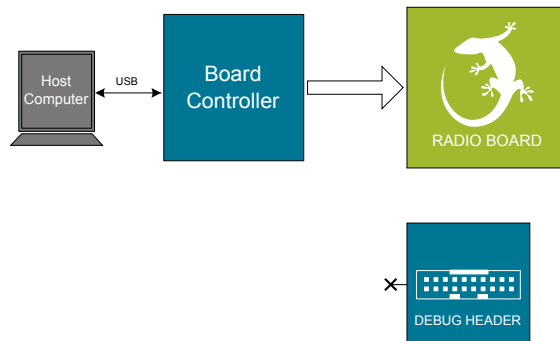 Host
Computer
USB
Board
Controller
RADIO BOARD
DEBUG HEADER